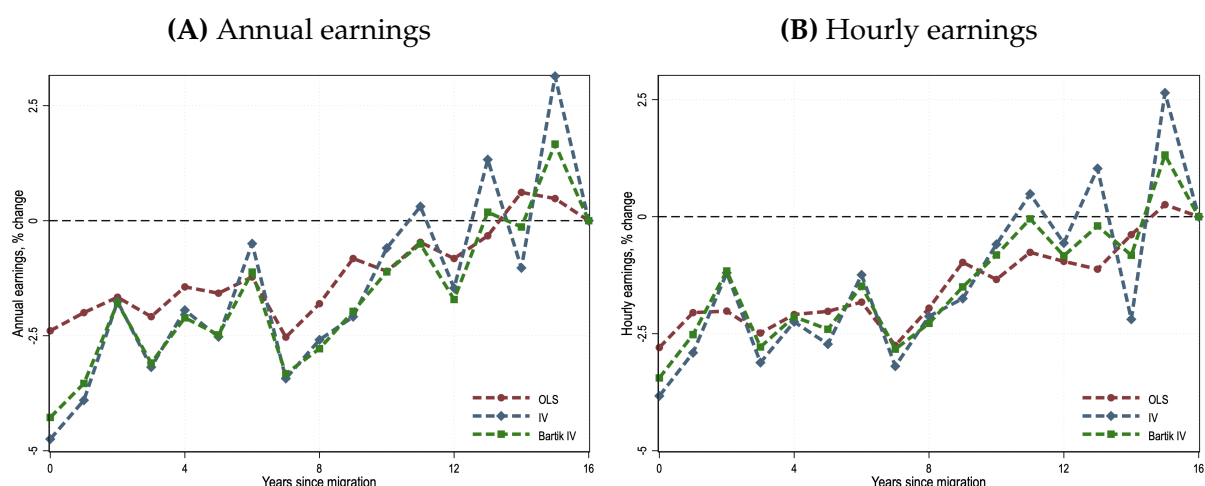 (A) Annual earnings
Annual earnings, % change
2.5
0
-2.5
-5
OLS
IV
Bartik IV
0 4 8 12 16
Years since migration
(B) Hourly earnings
Hourly earnings, % change
2.5
0
-2.5
-5
OLS
IV
Bartik IV
0 4 8 12 16
Years since migration